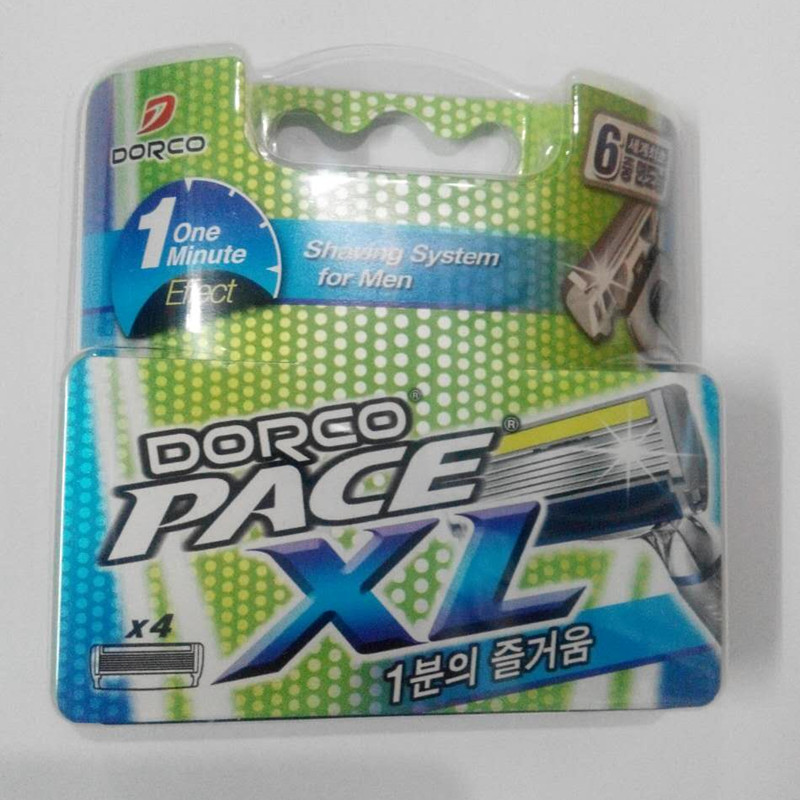 DORCO
1 One
Minute
Effect
Shaving System
for Men
6
DORCO®
PACE®
XL
x4
1분의 즐거움